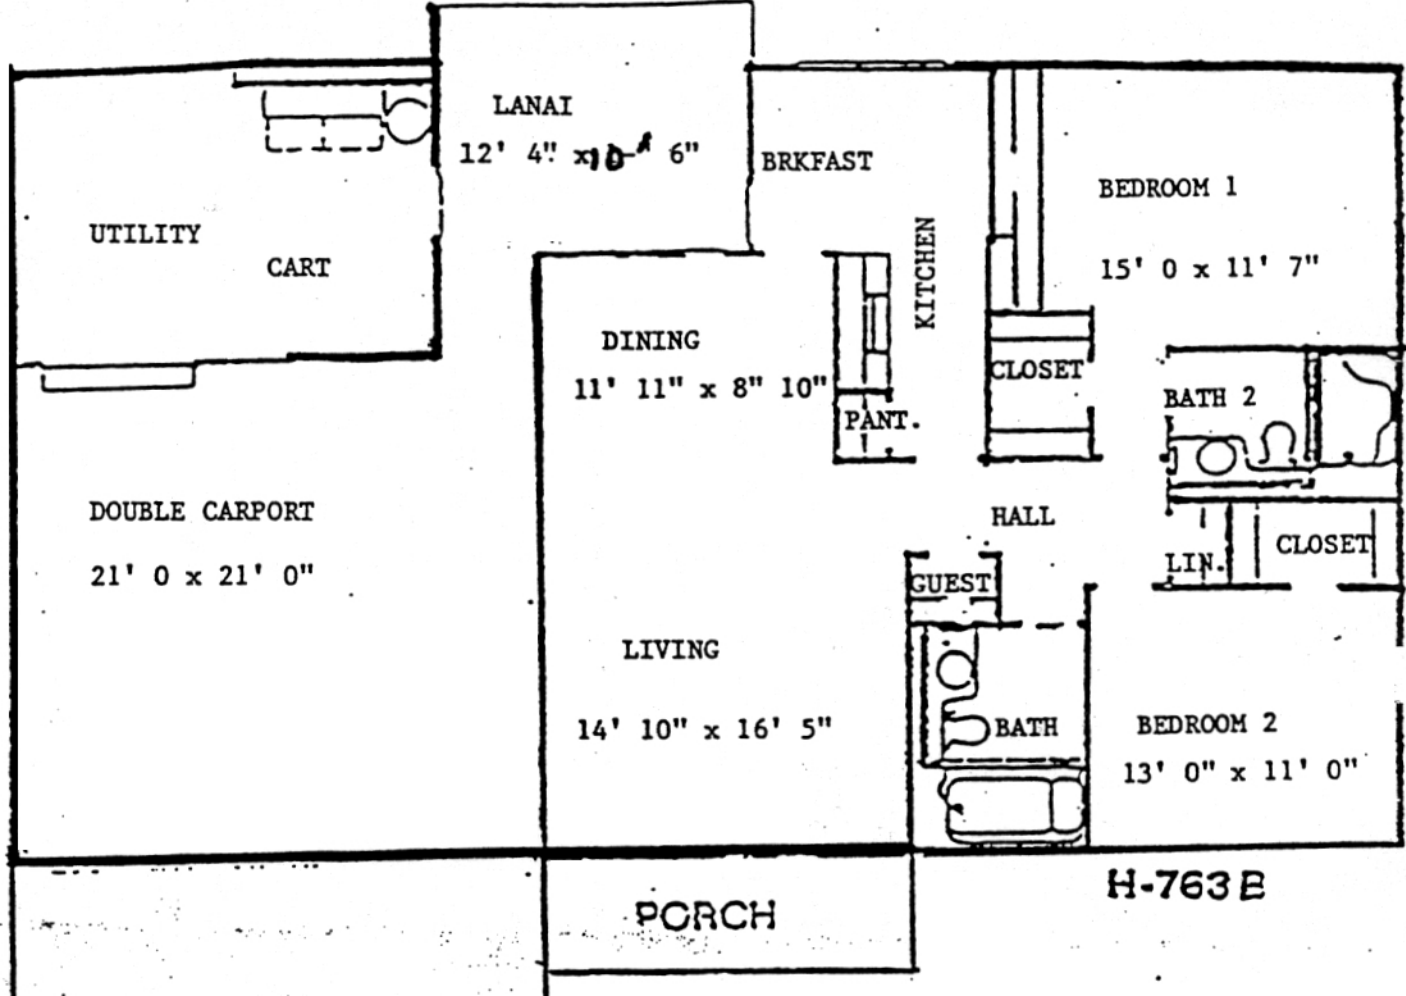 LANAI
12' 4" x 10' 6"
BRKFAST
UTILITY
CART
KITCHEN
BEDROOM 1
15' 0 x 11' 7"
DINING
11' 11" x 8" 10"
PANT.
CLOSET
BATH 2
DOUBLE CARPORT
21' 0 x 21' 0"
HALL
LIN.
CLOSET
GUEST
LIVING
14' 10" x 16' 5"
BATH
BEDROOM 2
13' 0" x 11' 0"
PORCH
H-763B